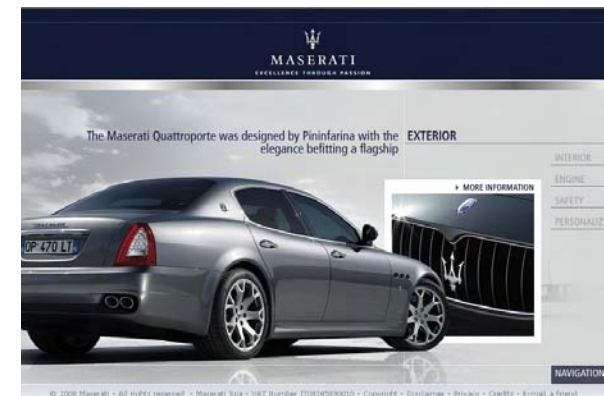 MASERATI
EXCELLENCE THROUGH PASSION
The Maserati Quattroporte was designed by Pininfarina with the
elegance befitting a flagship
EXTERIOR
INTERIOR
ENGINE
SAFETY
PERSONALIZ
MORE INFORMATION
DP 470 LT
NAVIGATION
Maserati • All rights reserved • Maserati Spa • VAT Number • Copyright • Disclaimer • Privacy • Credits • E-mail a friend